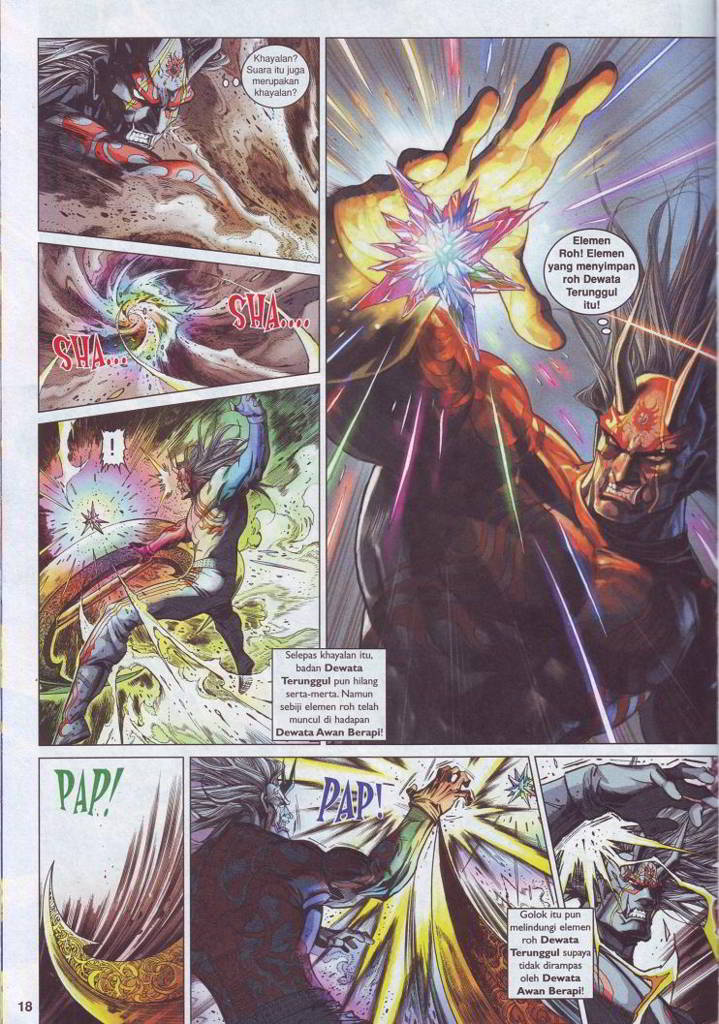 Khayalan?
Suara itu juga
merupakan
khayalan?
SHA....
SHA...
!
Elemen
Roh! Elemen
yang menyimpan
roh Dewata
Terunggul
itu!
Selepas khayalan itu,
badan Dewata
Terunggul pun hilang
serta-merta. Namun
sebiji elemen roh telah
muncul di hadapan
Dewata Awan Berapi!
PAP!
PAP!
Golok itu pun
melindungi elemen
roh Dewata
Terunggul supaya
tidak dirampas
oleh Dewata
Awan Berapi!
18